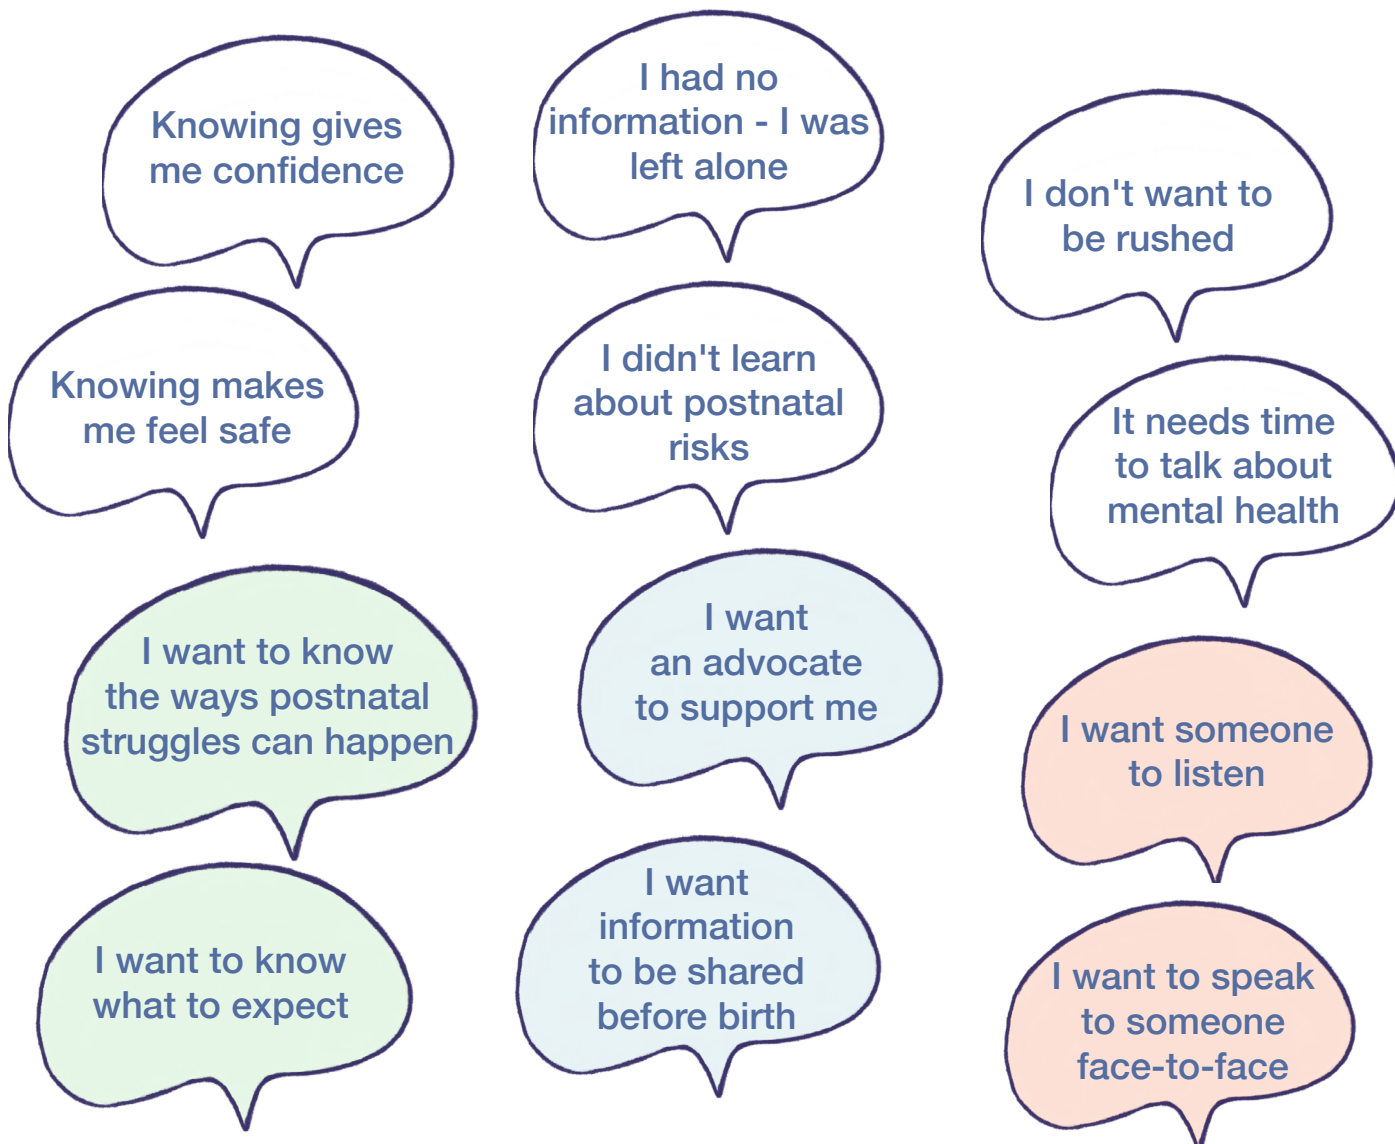 Knowing gives
me confidence
I had no
information - I was
left alone
I don't want to
be rushed
Knowing makes
me feel safe
I didn't learn
about postnatal
risks
It needs time
to talk about
mental health
I want to know
the ways postnatal
struggles can happen
I want
an advocate
to support me
I want someone
to listen
I want to know
what to expect
I want
information
to be shared
before birth
I want to speak
to someone
face-to-face